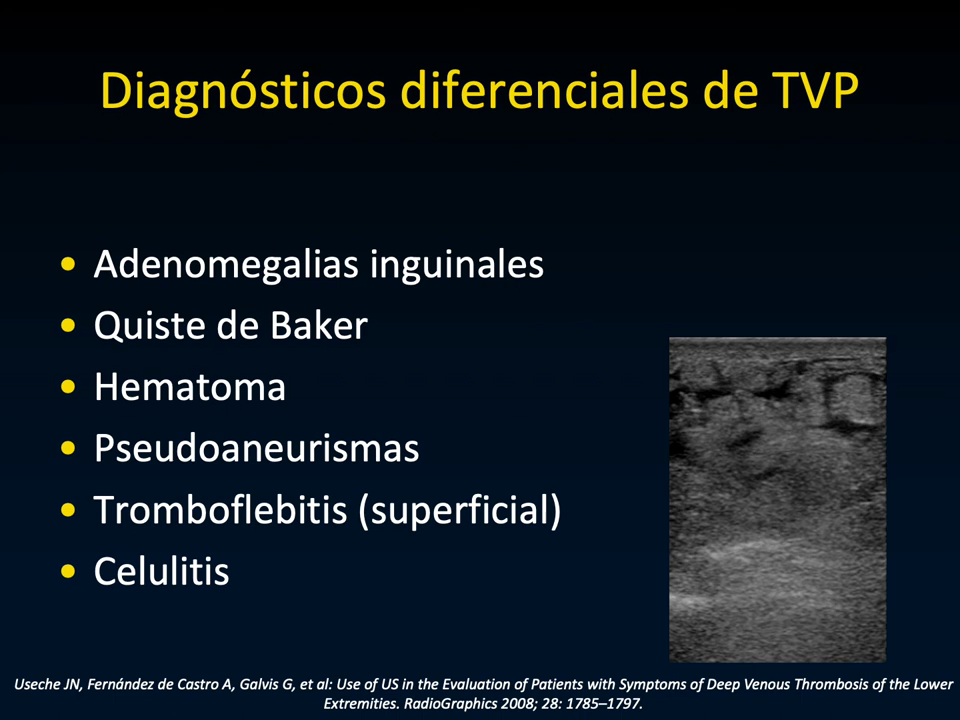 Diagnósticos diferenciales de TVP
• Adenomegalias inguinales
• Quiste de Baker
• Hematoma
• Pseudoaneurismas
• Tromboflebitis (superficial)
• Celulitis
Useche JN, Fernández de Castro A, Galvis G, et al: Use of US in the Evaluation of Patients with Symptoms of Deep Venous Thrombosis of the Lower
Extremities. RadioGraphics 2008; 28: 1785–1797.